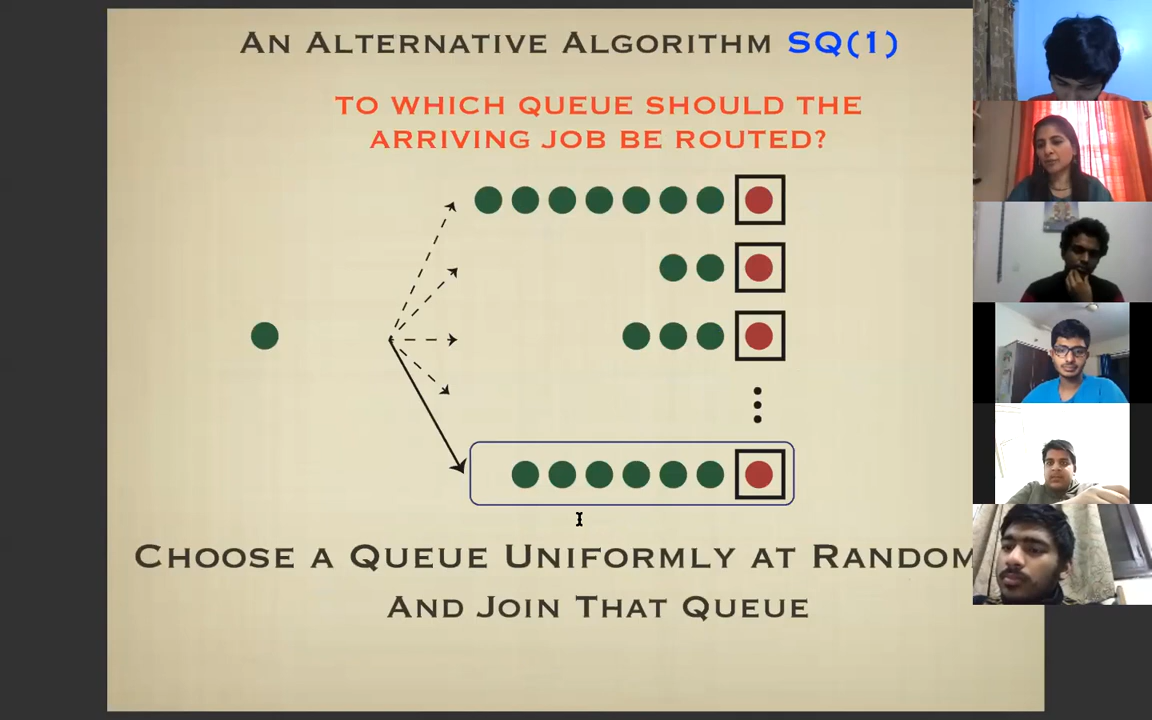 AN ALTERNATIVE ALGORITHM SQ(1)
TO WHICH QUEUE SHOULD THE
ARRIVING JOB BE ROUTED?
CHOOSE A QUEUE UNIFORMLY AT RANDOM
AND JOIN THAT QUEUE